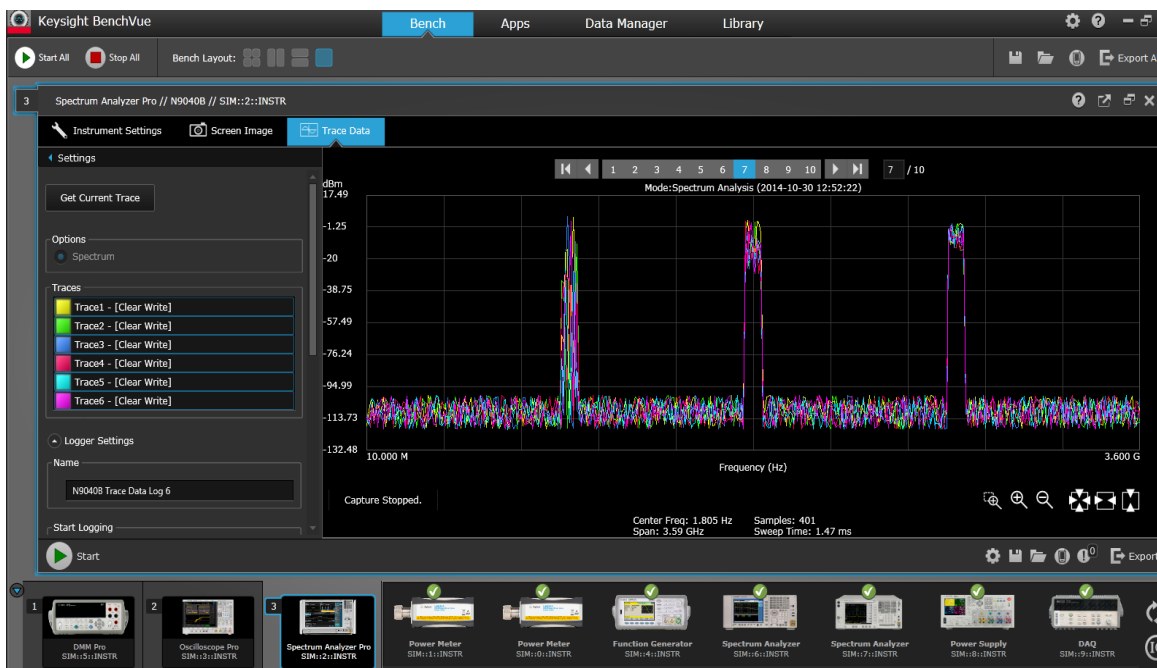 Keysight BenchVue
Bench
Apps
Data Manager
Library
Start All
Stop All
Bench Layout:
Export A
3
Spectrum Analyzer Pro // N9040B // SIM::2::INSTR
Instrument Settings
Screen Image
Trace Data
Settings
Get Current Trace
Options
Spectrum
Traces
Trace1 - [Clear Write]
Trace2 - [Clear Write]
Trace3 - [Clear Write]
Trace4 - [Clear Write]
Trace5 - [Clear Write]
Trace6 - [Clear Write]
Logger Settings
Name
N9040B Trace Data Log 6
Start Logging
1 2 3 4 5 6 7 8 9 10
7 / 10
Mode:Spectrum Analysis (2014-10-30 12:52:22)
dBm
17.49
-1.25
-20
-38.75
-57.49
-76.24
-94.99
-113.73
-132.48
10.000 M
3.600 G
Frequency (Hz)
Capture Stopped.
Center Freq: 1.805 Hz
Samples: 401
Span: 3.59 GHz
Sweep Time: 1.47 ms
Start
0
Export
1
DMM Pro
SIM::5::INSTR
2
Oscilloscope Pro
SIM::3::INSTR
3
Spectrum Analyzer Pro
SIM::2::INSTR
Power Meter
SIM::1::INSTR
Power Meter
SIM::0::INSTR
Function Generator
SIM::4::INSTR
Spectrum Analyzer
SIM::6::INSTR
Spectrum Analyzer
SIM::7::INSTR
Power Supply
SIM::8::INSTR
DAQ
SIM::9::INSTR